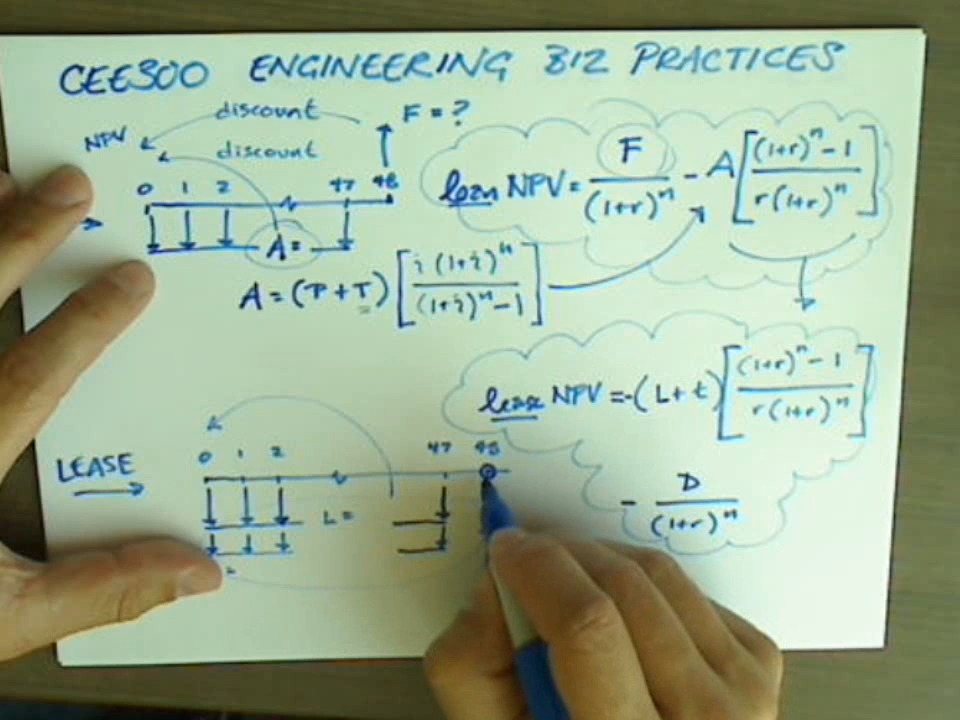 CEE300 ENGINEERING BIZ PRACTICES
discount
F = ?
NPV
discount
0 1 2 47 48
A =
loan NPV = F/(1+r)^n - A[((1+r)^n - 1)/(r(1+r)^n)]
A = (P + T)[i(1+i)^n/((1+i)^n - 1)]
lease NPV = -(L + t)[((1+r)^n - 1)/(r(1+r)^n)]
- D/(1+r)^n
LEASE
0 1 2 47 48
L =